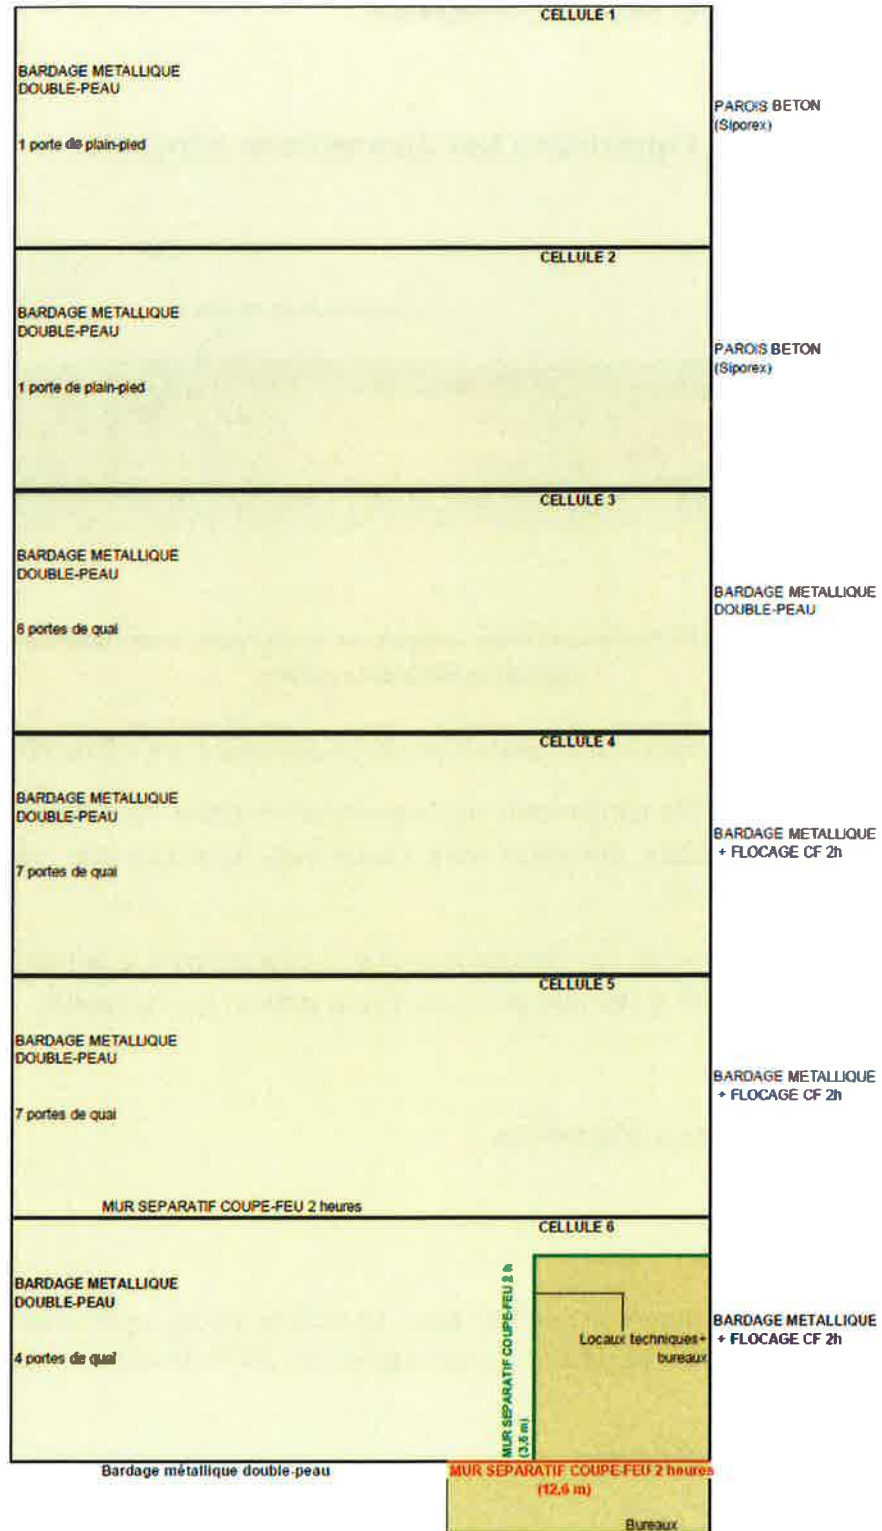 CELLULE 1
BARDAGE METALLIQUE
DOUBLE-PEAU
PAROIS BETON
(Siporex)
1 porte de plain-pied
CELLULE 2
BARDAGE METALLIQUE
DOUBLE-PEAU
PAROIS BETON
(Siporex)
1 porte de plain-pied
CELLULE 3
BARDAGE METALLIQUE
DOUBLE-PEAU
BARDAGE METALLIQUE
DOUBLE-PEAU
portes de quai
CELLULE 4
BARDAGE METALLIQUE
DOUBLE-PEAU
BARDAGE METALLIQUE
+ FLOCAGE CF 2h
7 portes de quai
CELLULE 5
BARDAGE METALLIQUE
DOUBLE-PEAU
BARDAGE METALLIQUE
+ FLOCAGE CF 2h
7 portes de quai
MUR SEPARATIF COUPE-FEU 2 heures
CELLULE 6
BARDAGE METALLIQUE
DOUBLE-PEAU
BARDAGE METALLIQUE
+ FLOCAGE CF 2h
4 portes de quai
MUR SEPARATIF COUPE-FEU 2 h
(3,6 m)
Locaux techniques+
bureaux
Bardage métallique double-peau
MUR SEPARATIF COUPE-FEU 2 heures
(12,6 m)
Bureaux